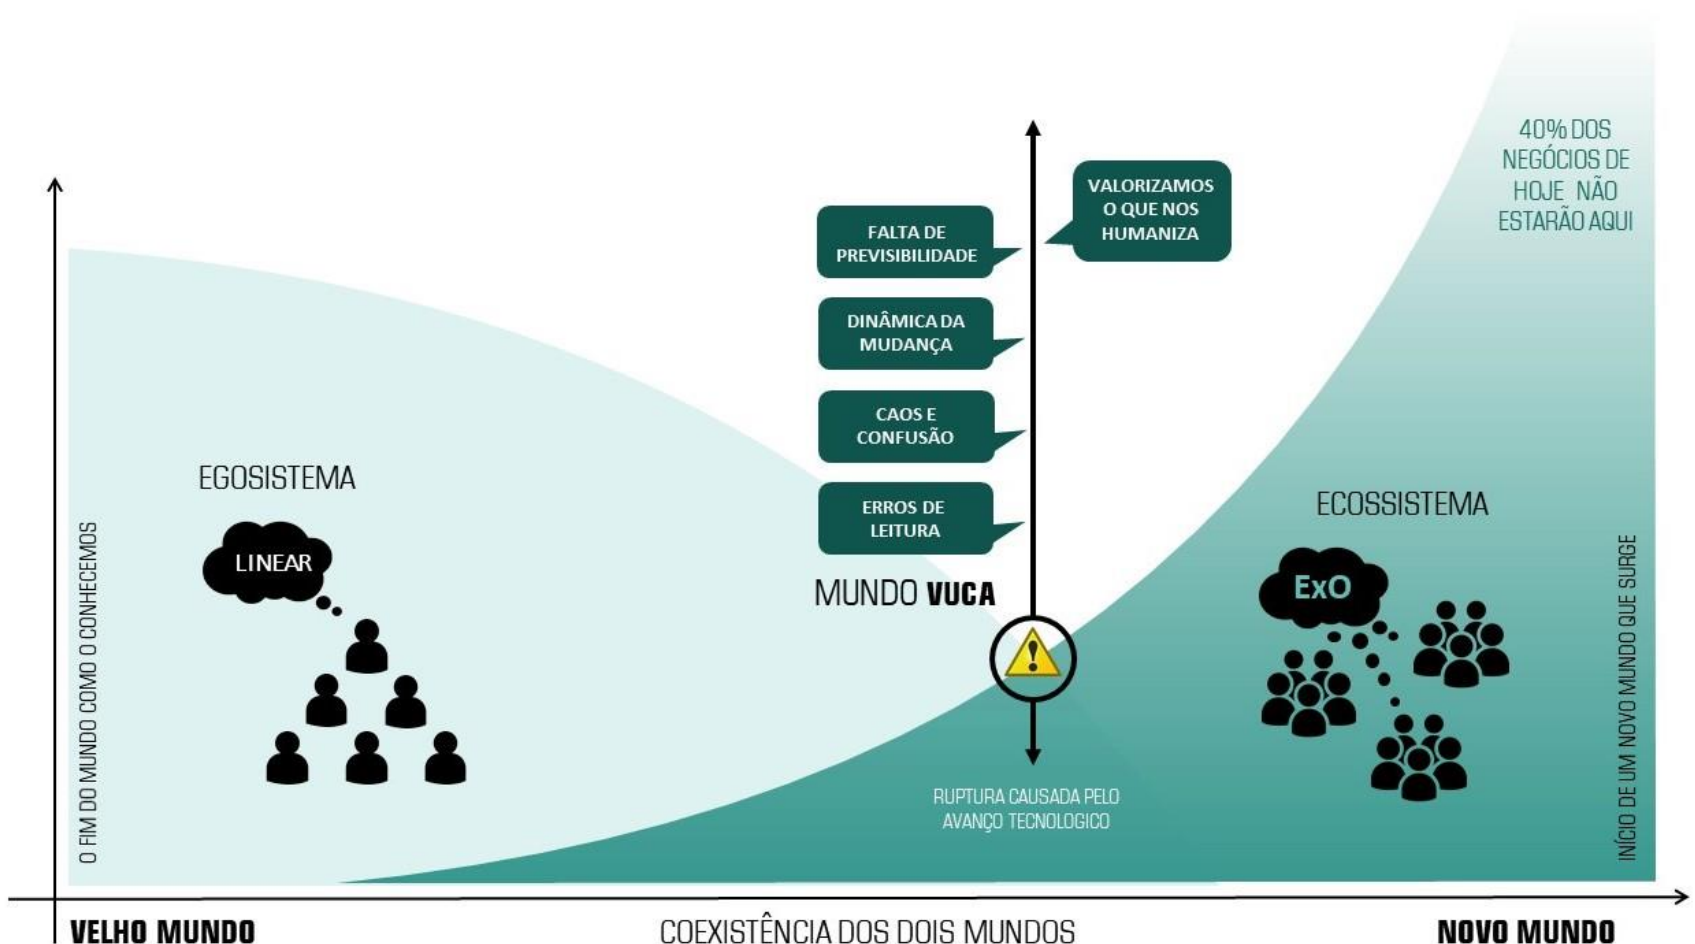 40% DOS
NEGÓCIOS DE
HOJE NÃO
ESTARÃO AQUI
VALORIZAMOS
O QUE NOS
HUMANIZA
FALTA DE
PREVISIBILIDADE
DINÂMICA DA
MUDANÇA
CAOS E
CONFUSÃO
ERROS DE
LEITURA
MUNDO VUCA
EGOSISTEMA
LINEAR
O FIM DO MUNDO COMO O CONHECEMOS
ECOSSISTEMA
ExO
INÍCIO DE UM NOVO MUNDO QUE SURGE
RUPTURA CAUSADA PELO
AVANÇO TECNOLOGICO
VELHO MUNDO
COEXISTÊNCIA DOS DOIS MUNDOS
NOVO MUNDO